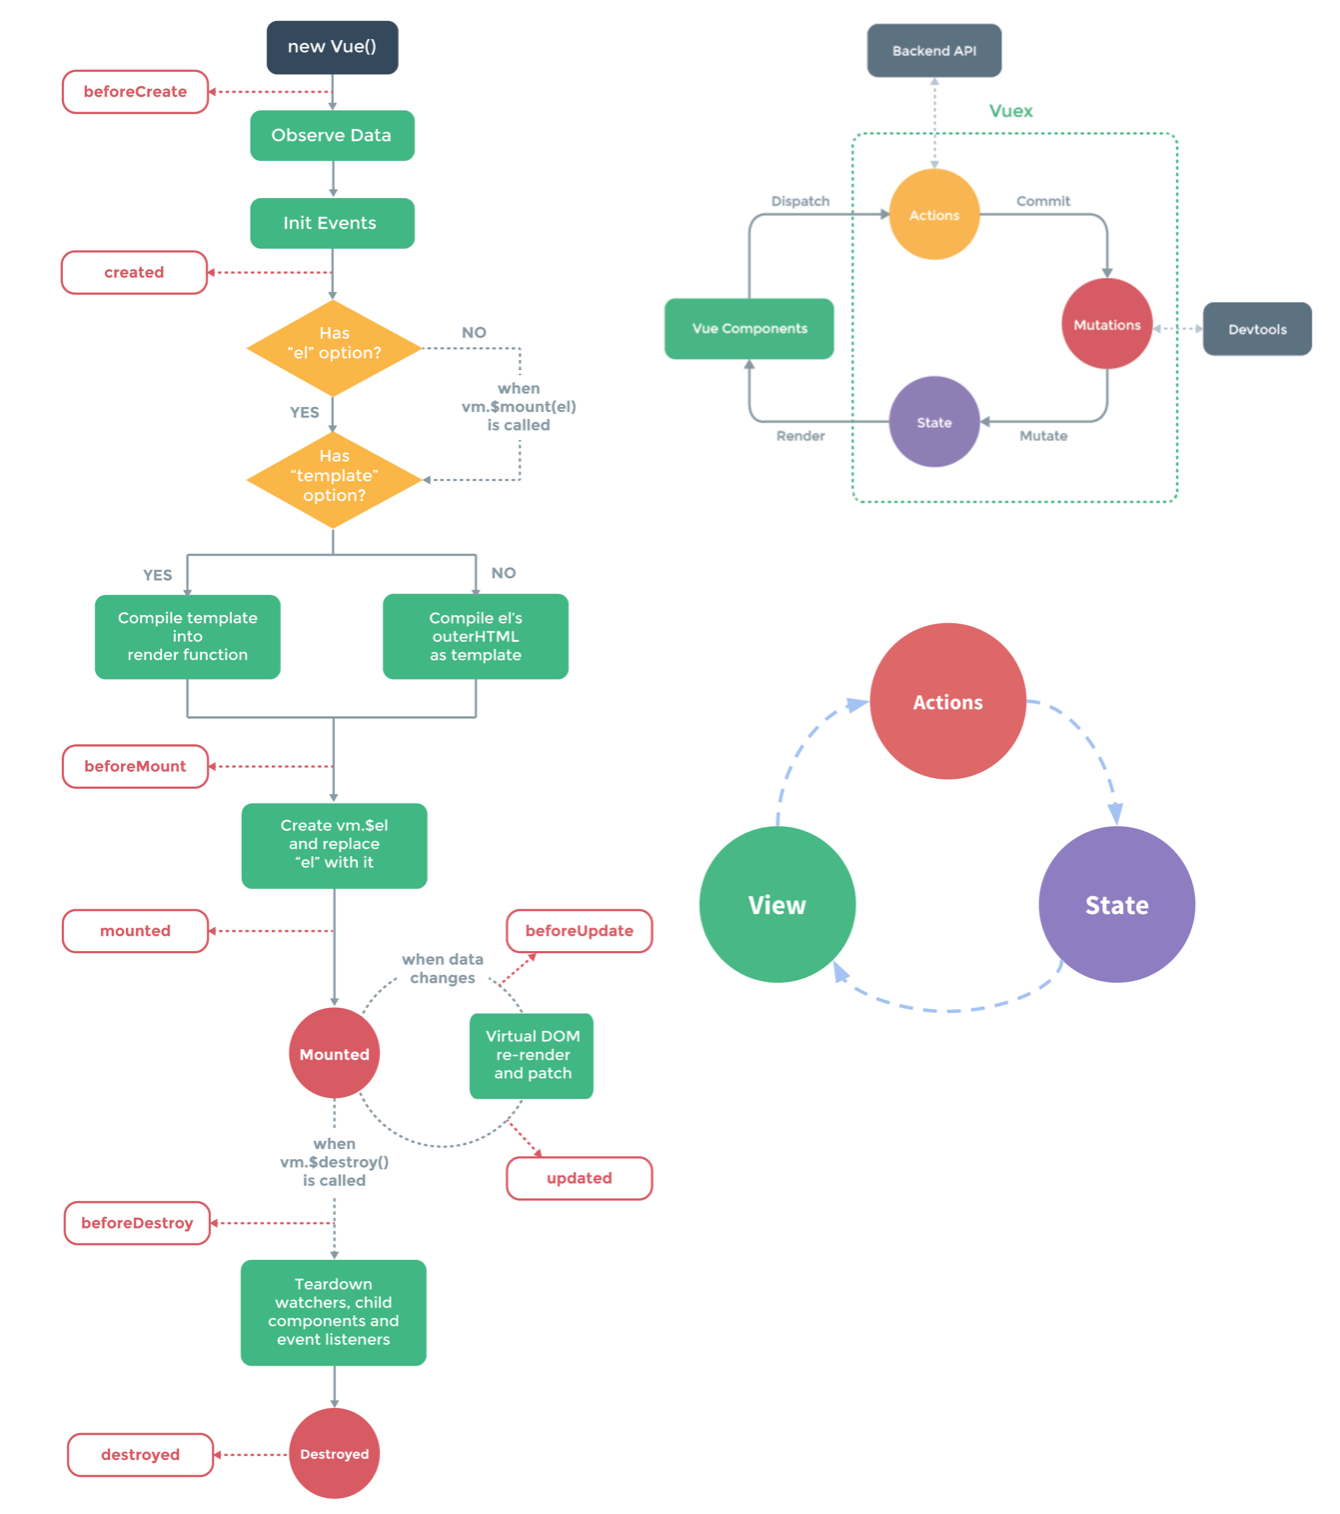 new Vue()
beforeCreate
Observe Data
Init Events
created
Has
“el” option?
NO
when
vm.$mount(el)
is called
YES
Has
“template”
option?
YES
NO
Compile template
into
render function
Compile el’s
outerHTML
as template
beforeMount
Create vm.$el
and replace
“el” with it
mounted
beforeUpdate
when data
changes
Mounted
Virtual DOM
re-render
and patch
when
vm.$destroy()
is called
updated
beforeDestroy
Teardown
watchers, child
components and
event listeners
destroyed
Destroyed
Backend API
Vuex
Dispatch
Actions
Commit
Vue Components
Mutations
Devtools
State
Render
Mutate
Actions
View
State